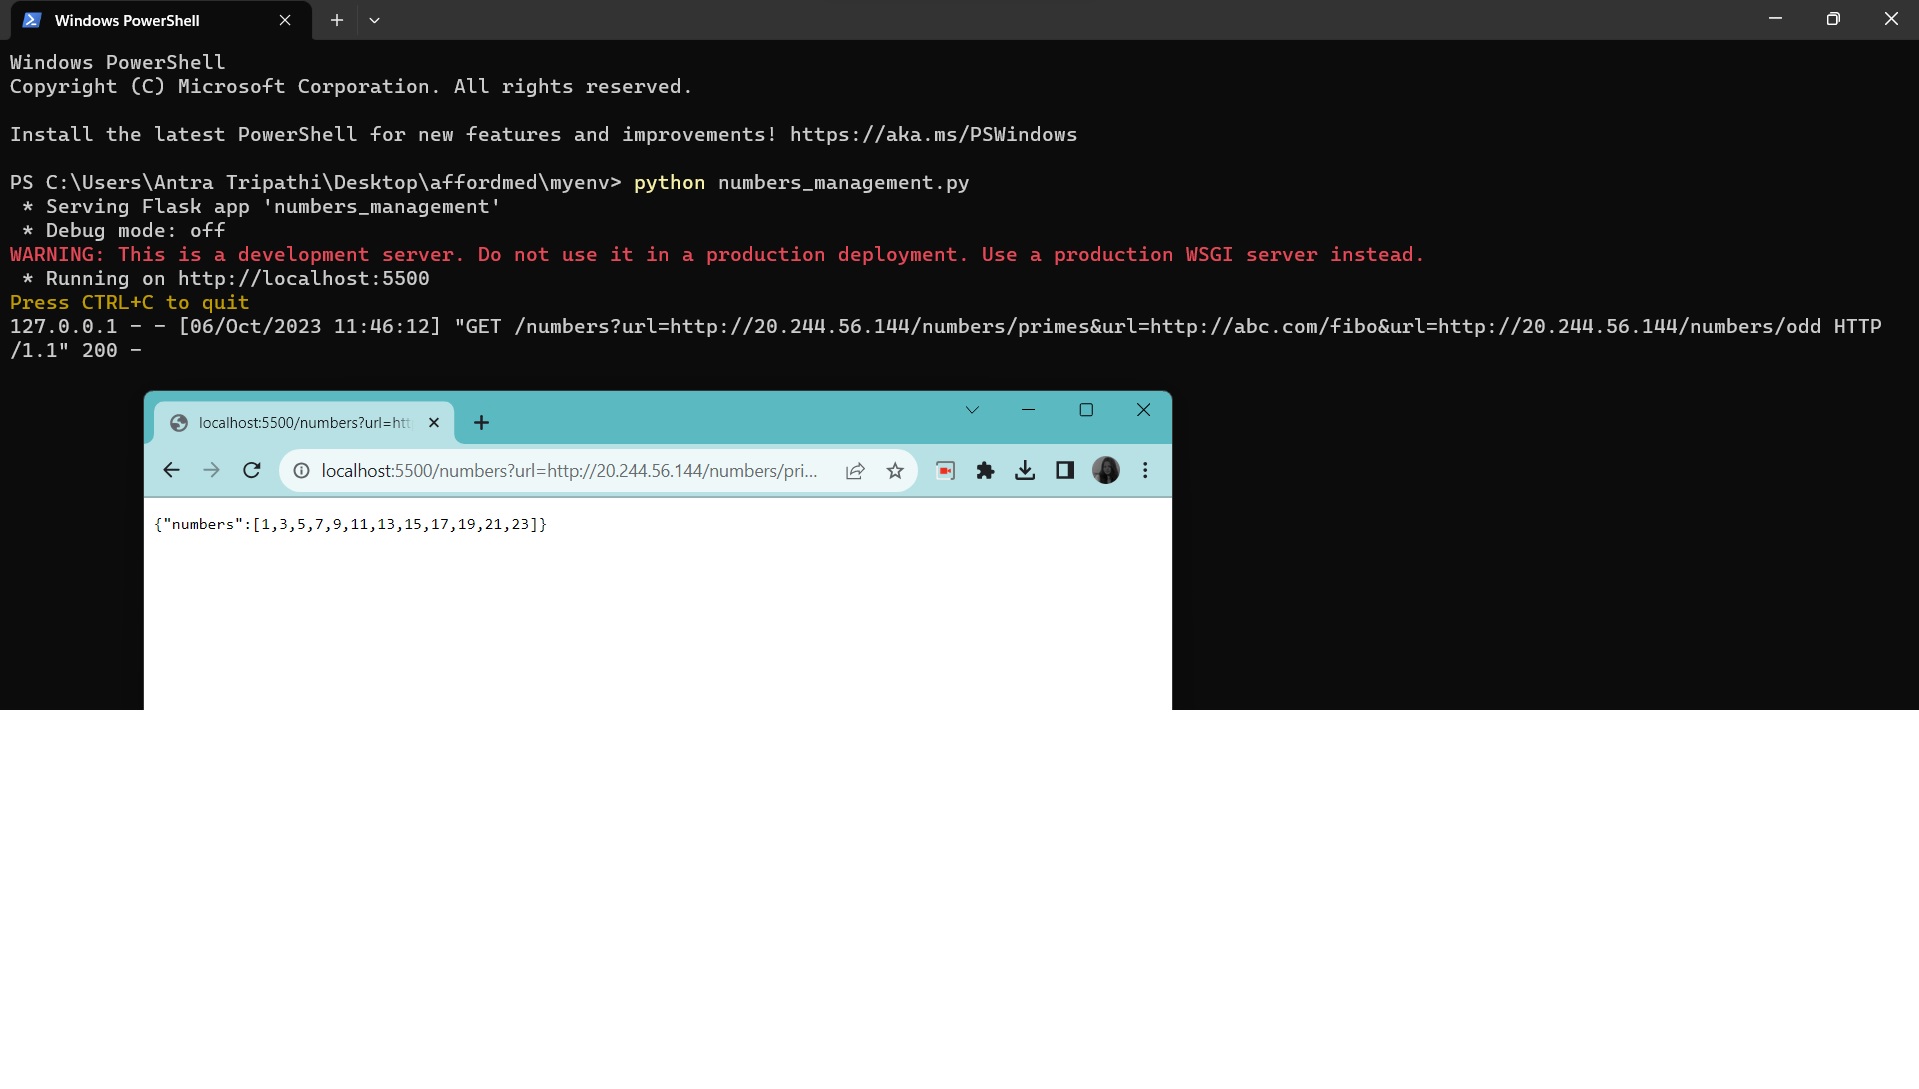 Windows PowerShell
Windows PowerShell
Copyright (C) Microsoft Corporation. All rights reserved.
Install the latest PowerShell for new features and improvements! https://aka.ms/PSWindows
PS C:\Users\Antra Tripathi\Desktop\affordmed\myenv> python numbers_management.py
 * Serving Flask app 'numbers_management'
 * Debug mode: off
WARNING: This is a development server. Do not use it in a production deployment. Use a production WSGI server instead.
 * Running on http://localhost:5500
Press CTRL+C to quit
127.0.0.1 - - [06/Oct/2023 11:46:12] "GET /numbers?url=http://20.244.56.144/numbers/primes&url=http://abc.com/fibo&url=http://20.244.56.144/numbers/odd HTTP
/1.1" 200 -
localhost:5500/numbers?url=htt
localhost:5500/numbers?url=http://20.244.56.144/numbers/pri...
{"numbers":[1,3,5,7,9,11,13,15,17,19,21,23]}